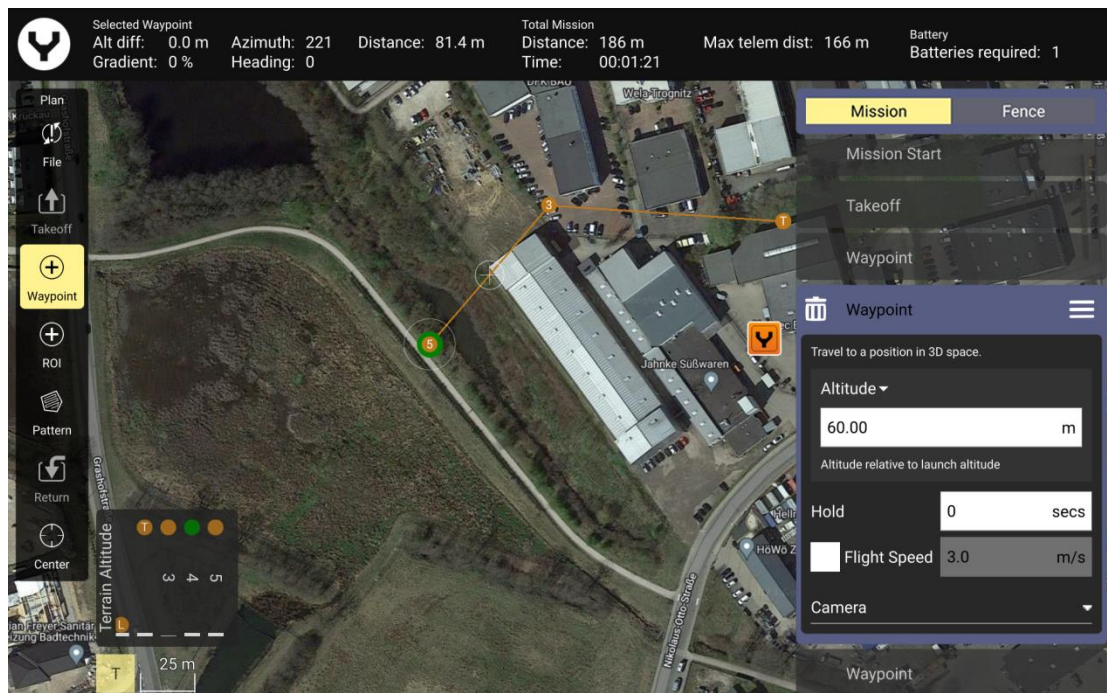 Selected Waypoint
Alt diff: 0.0 m Azimuth: 221 Distance: 81.4 m
Gradient: 0 % Heading: 0
Total Mission
Distance: 186 m Max telem dist: 166 m
Time: 00:01:21
Battery
Batteries required: 1
Plan
File
Takeoff
Waypoint
ROI
Pattern
Return
Center
Wela-Trognitz
3
T
5
Jahnke Süßwaren
Nikolaus-Otto-Straße
HöWö Z
Terrain Altitude
T
3
4
5
L
T
25 m
Mission
Fence
Mission Start
Takeoff
Waypoint
Waypoint
Travel to a position in 3D space.
Altitude
60.00 m
Altitude relative to launch altitude
Hold 0 secs
Flight Speed 3.0 m/s
Camera
Waypoint